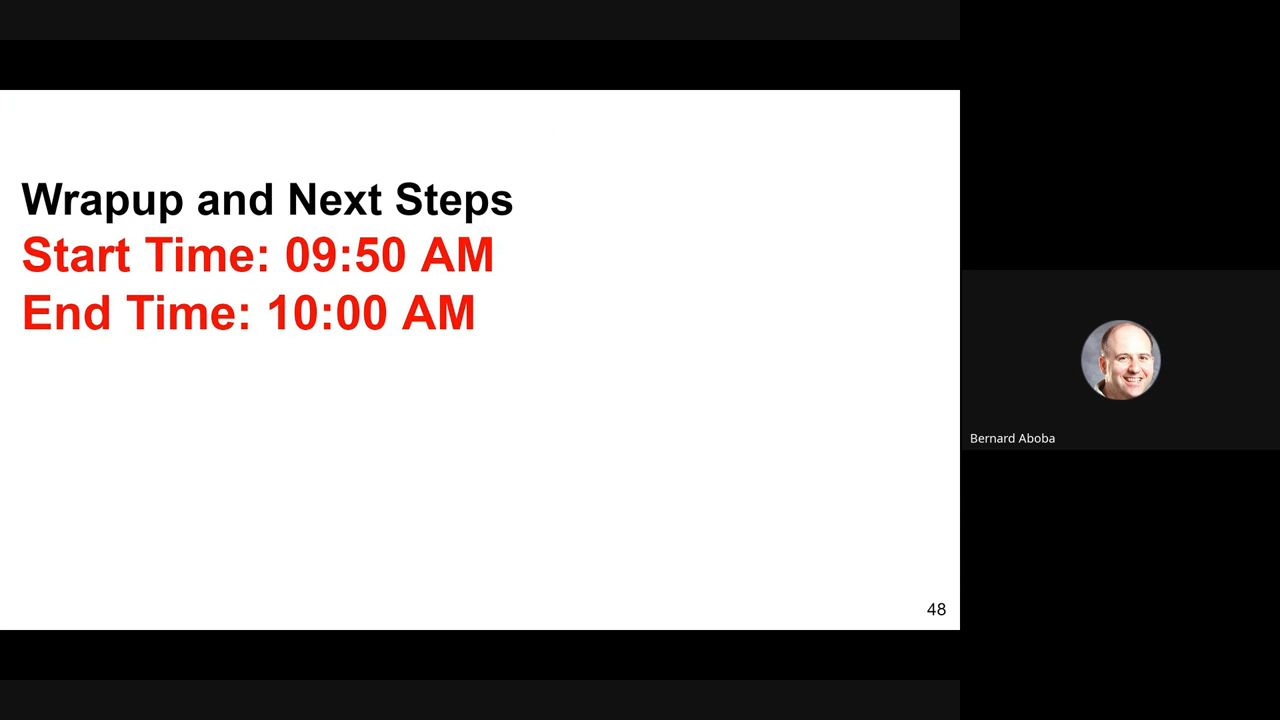 Wrapup and Next Steps
Start Time: 09:50 AM
End Time: 10:00 AM
48
Bernard Aboba